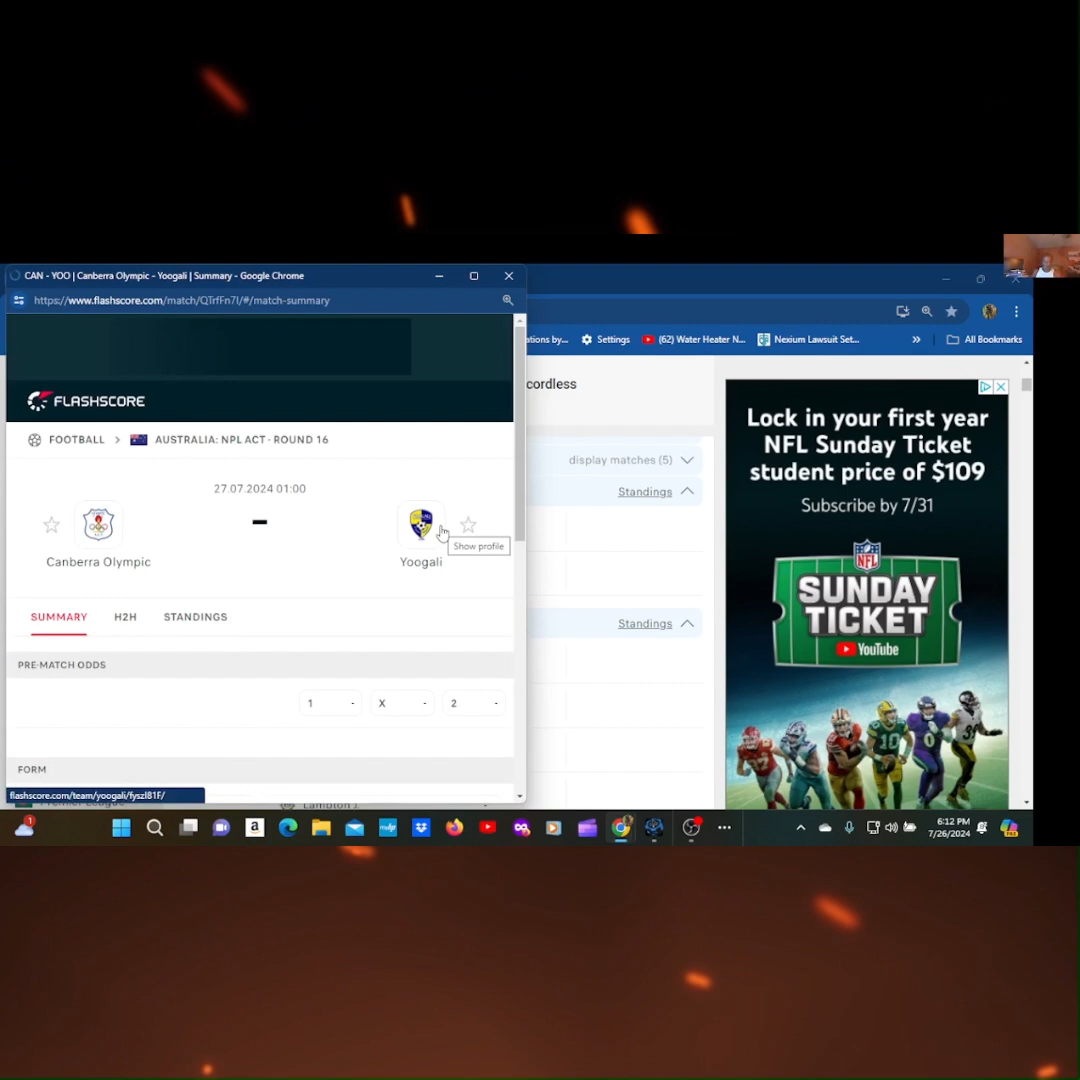 CAN - YOO | Canberra Olympic - Yoogali | Summary - Google Chrome
https://www.flashscore.com/match/QTrfFn7I/#/match-summary
ations by...
Settings
(62) Water Heater N...
Nexium Lawsuit Set...
»
All Bookmarks
FLASHSCORE
cordless
FOOTBALL > AUSTRALIA: NPL ACT - ROUND 16
display matches (5)
Standings
27.07.2024 01:00
-
Show profile
Canberra Olympic
Yoogali
SUMMARY H2H STANDINGS
Standings
PRE-MATCH ODDS
1 -
X -
2 -
FORM
flashscore.com/team/yoogali/fyszI81F/
Lock in your first year
NFL Sunday Ticket
student price of $109
Subscribe by 7/31
NFL
SUNDAY
TICKET
YouTube
6:12 PM
7/26/2024